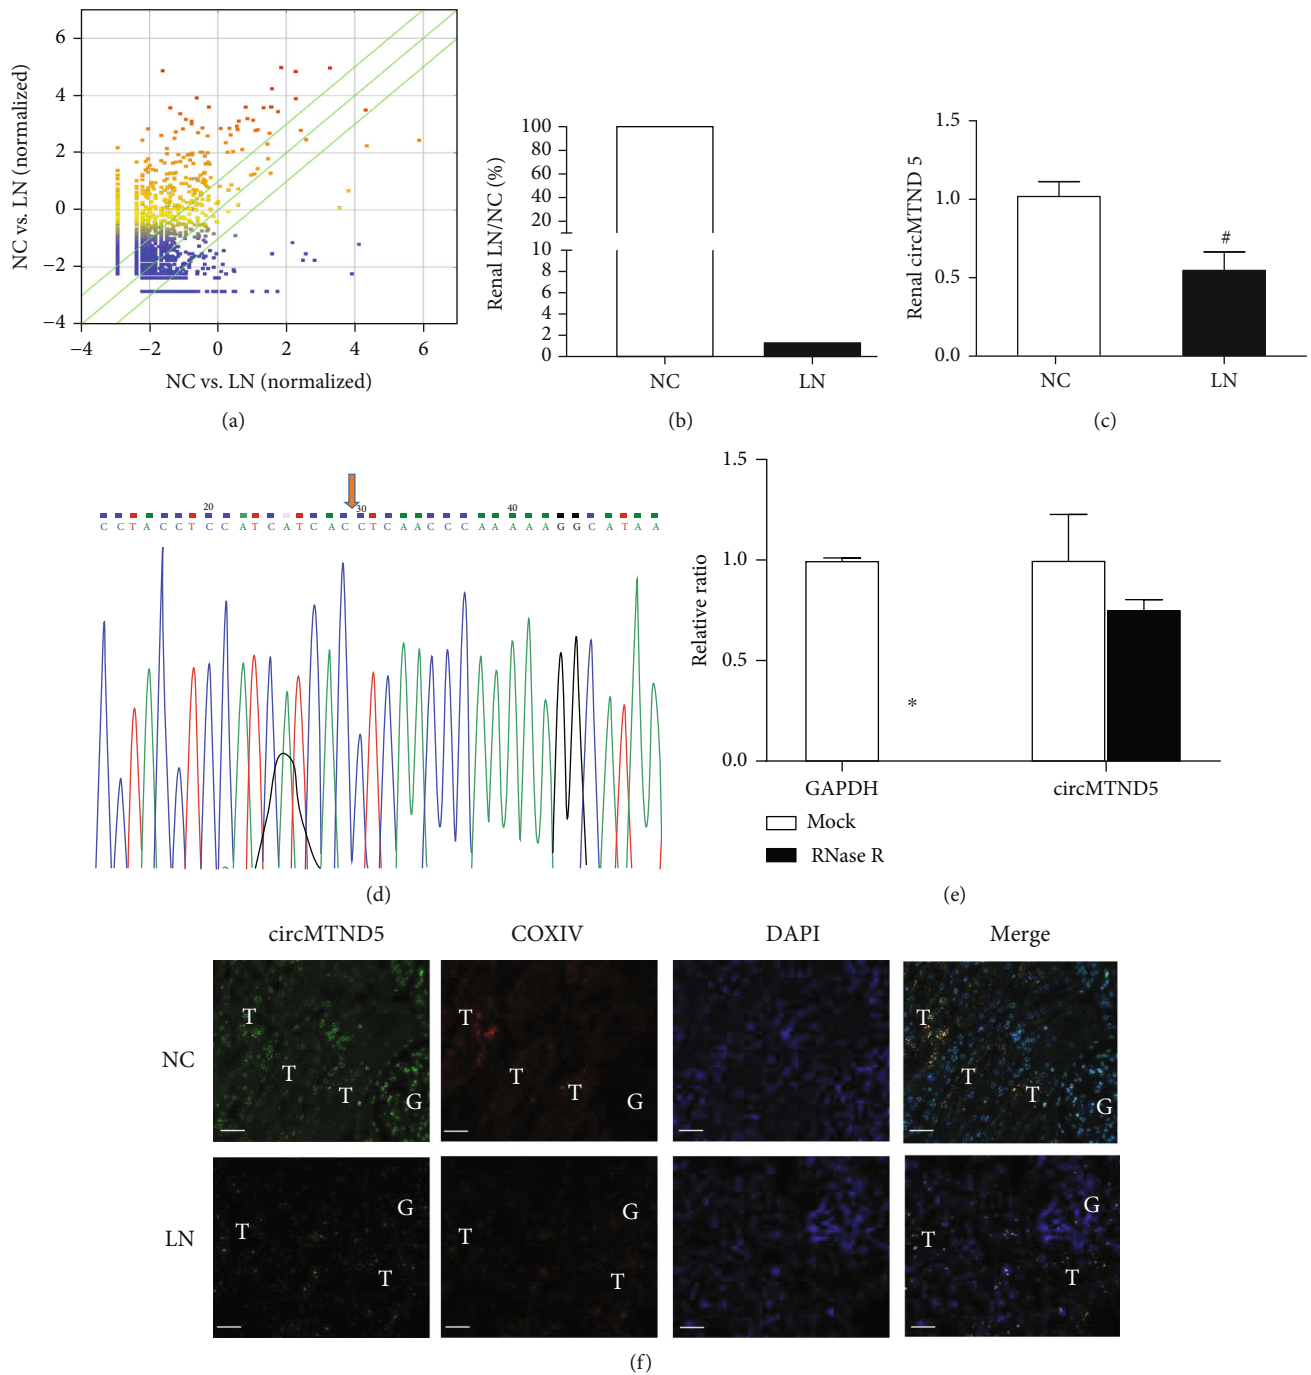 6
4
2
0
−2
−4
−4
−2
0
2
4
6
NC vs. LN (normalized)
NC vs. LN (normalized)
(a)
100
80
60
40
20
10
8
6
4
2
0
Renal LN/NC (%)
NC
LN
(b)
1.5
1.0
0.5
0.0
Renal circMTND 5
#
NC
LN
(c)
20
30
40
C C T A C C T C C A T C A T C A C C T C A A C C C A A A A A G G C A T A A
(d)
1.5
1.0
0.5
0.0
Relative ratio
*
GAPDH
circMTND5
Mock
RNase R
(e)
circMTND5
COXIV
DAPI
Merge
NC
T
T
T
G
T
T
T
G
T
T
T
G
LN
T
G
T
T
G
T
T
G
T
(f)